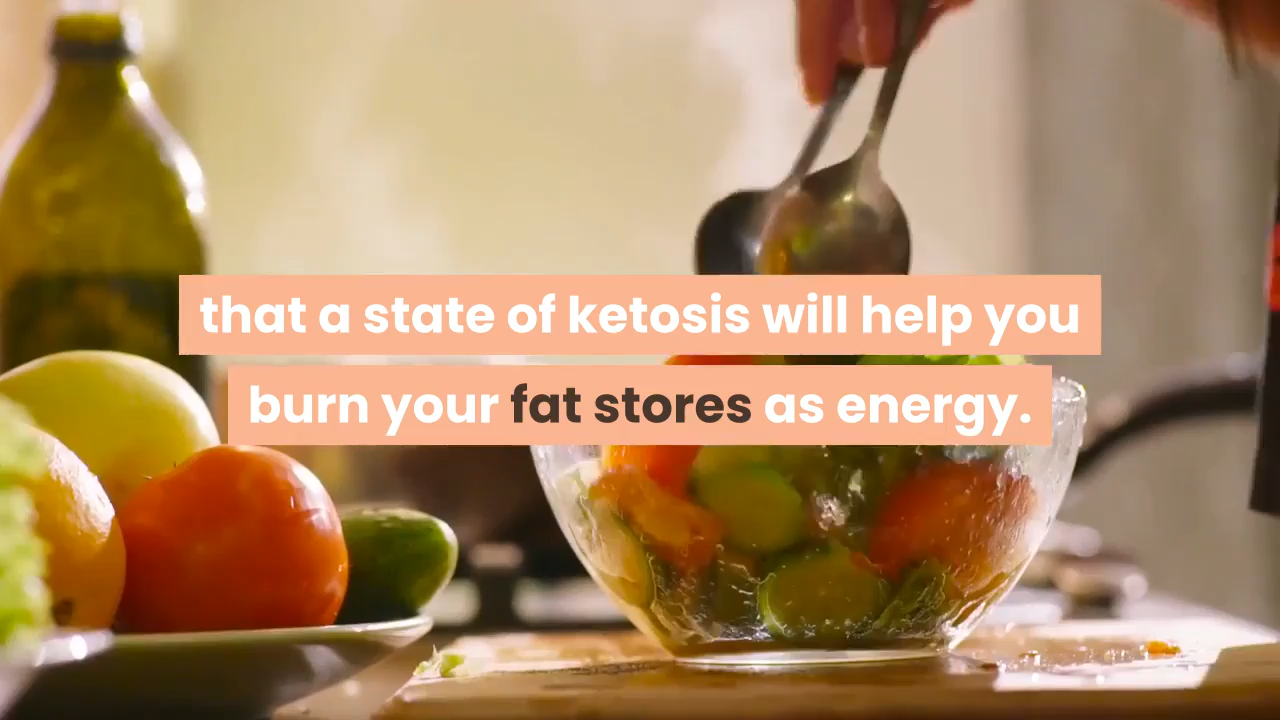 that a state of ketosis will help you
burn your fat stores as energy.